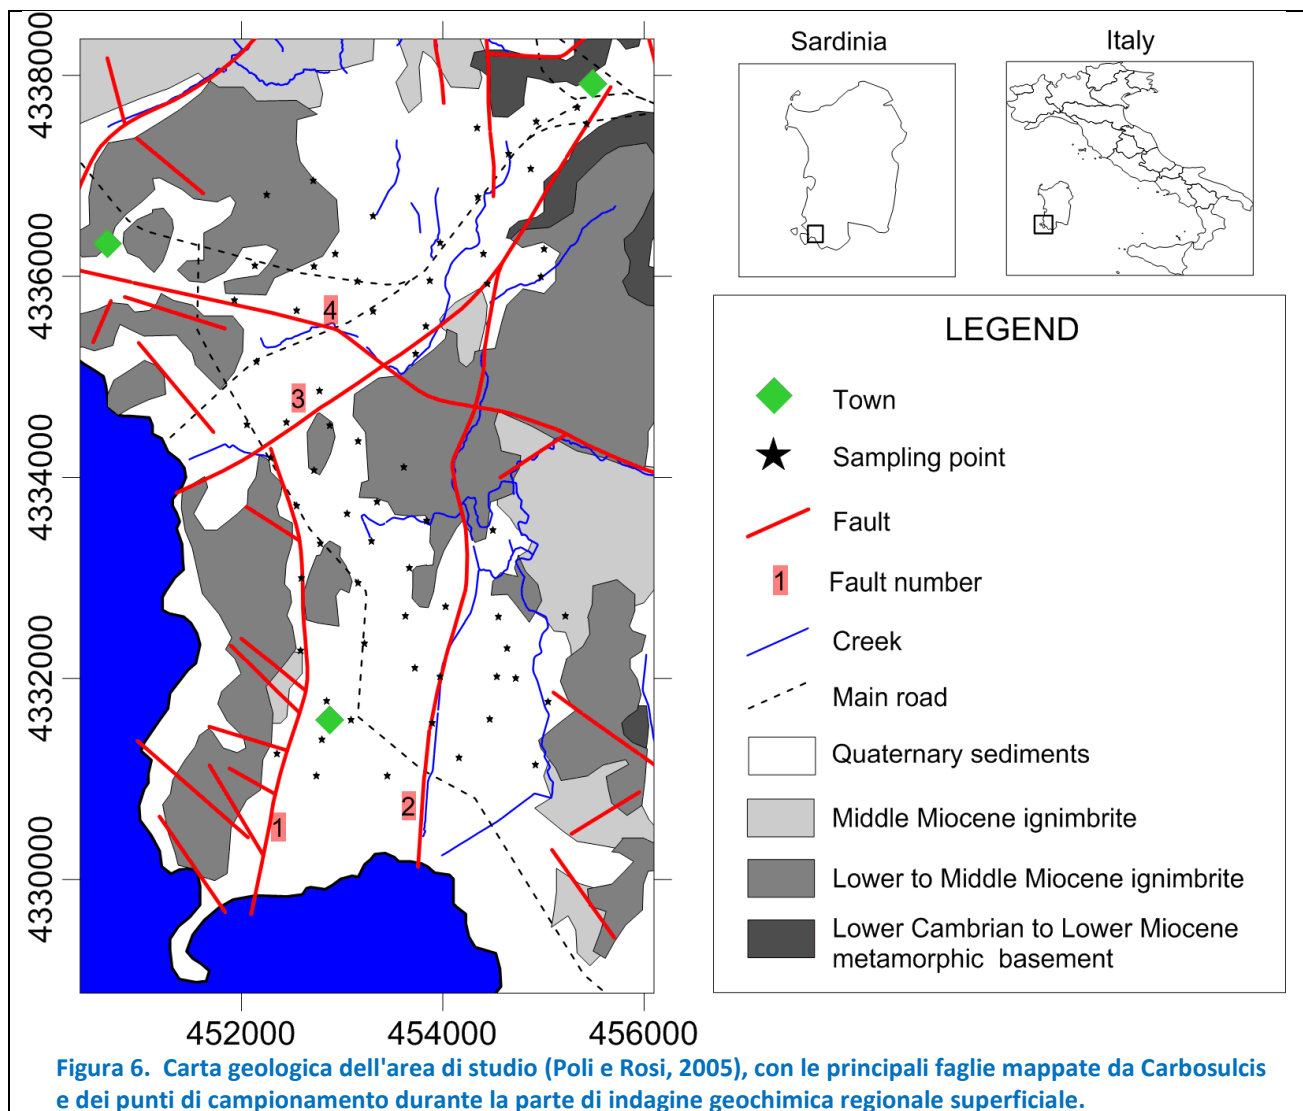 4338000
4336000
4334000
4332000
4330000
452000
454000
456000
4
3
2
1
Sardinia
Italy
LEGEND
Town
Sampling point
Fault
1
Fault number
Creek
Main road
Quaternary sediments
Middle Miocene ignimbrite
Lower to Middle Miocene ignimbrite
Lower Cambrian to Lower Miocene
metamorphic basement
Figura 6. Carta geologica dell'area di studio (Poli e Rosi, 2005), con le principali faglie mappate da Carbosulcis
e dei punti di campionamento durante la parte di indagine geochimica regionale superficiale.